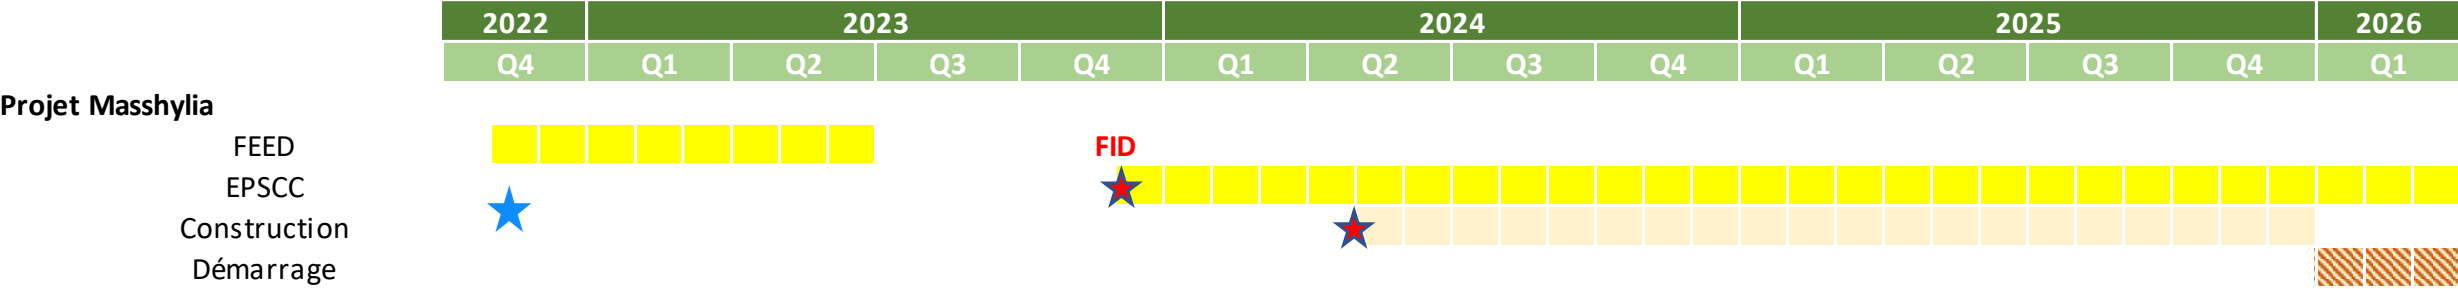 2022 2023 2024 2025 2026
Q4 Q1 Q2 Q3 Q4 Q1 Q2 Q3 Q4 Q1 Q2 Q3 Q4 Q1
Projet Masshylia
FEED FID
EPSCC
Construction
Démarrage